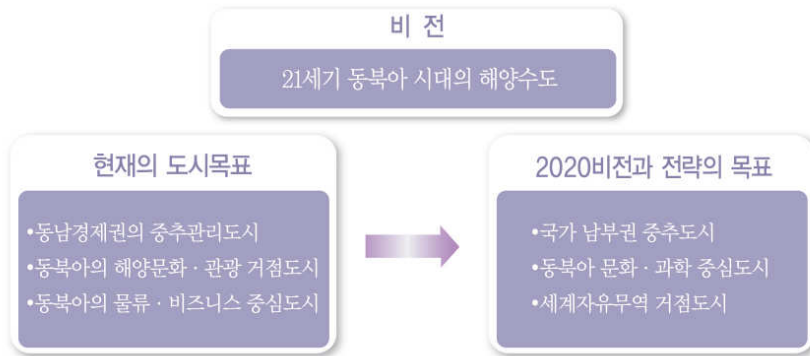 비 전
21세기 동북아 시대의 해양수도
현재의 도시목표
•동남경제권의 중추관리도시
•동북아의 해양문화 · 관광 거점도시
•동북아의 물류 · 비즈니스 중심도시
2020비전과 전략의 목표
•국가 남부권 중추도시
•동북아 문화 · 과학 중심도시
•세계자유무역 거점도시